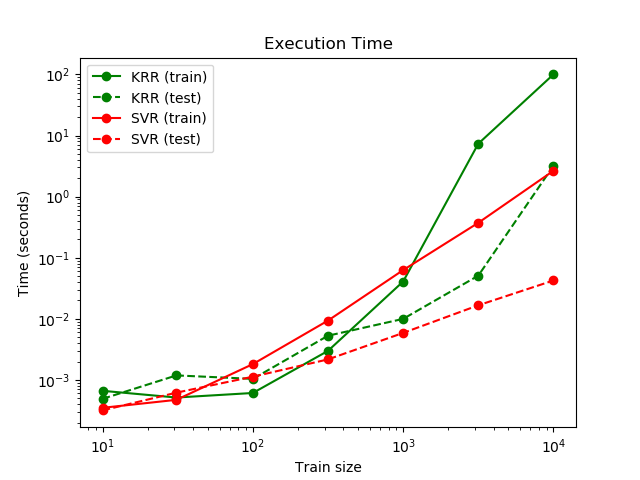 Execution Time
KRR (train)
KRR (test)
SVR (train)
SVR (test)
Time (seconds)
10²
10¹
10⁰
10⁻¹
10⁻²
10⁻³
10¹ 10² 10³ 10⁴
Train size